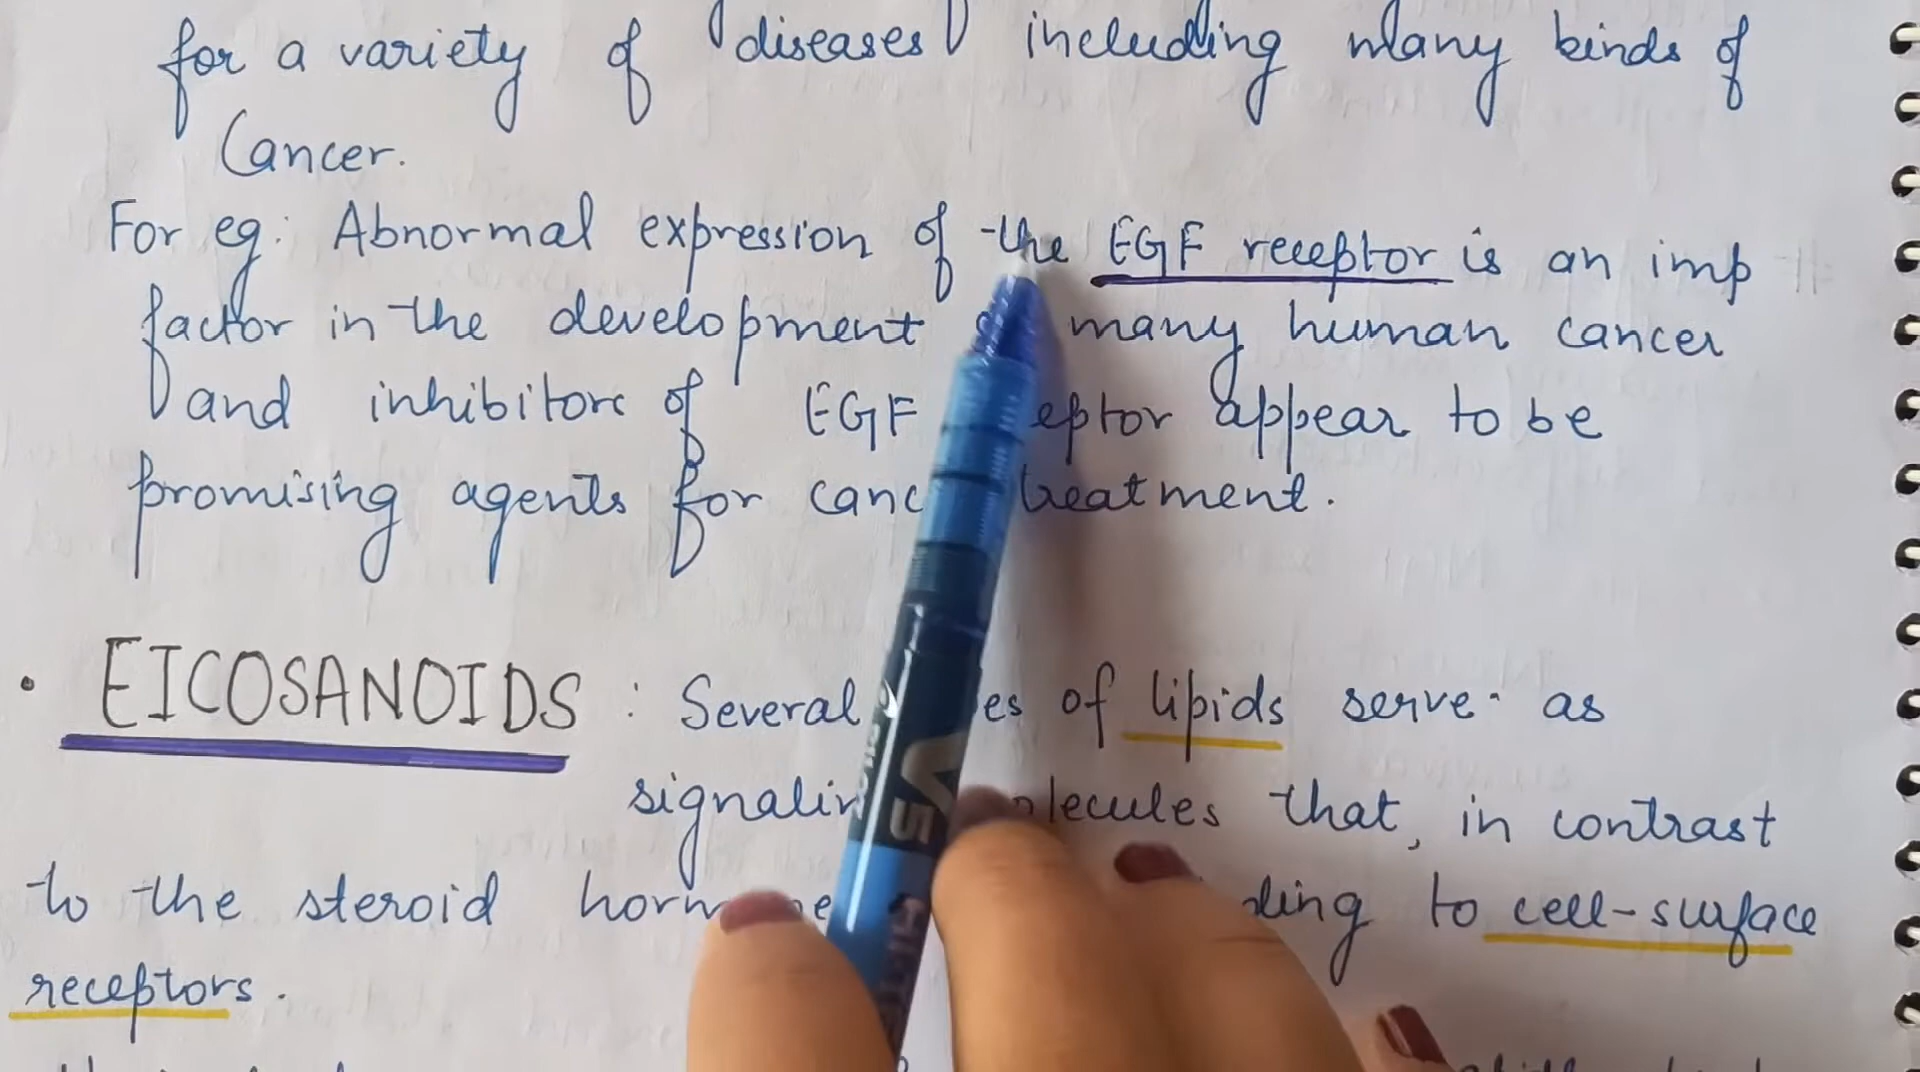 for a variety of diseases including many kinds of
Cancer.
For eg: Abnormal expression of the EGF receptor is an imp
factor in the development many human cancer
and inhibitors of EGF eptor appear to be
promising agents for canc treatment.
• EICOSANOIDS : Several es of lipids serve as
signalin lecules that, in contrast
to the steroid horm e ding to cell-surface
receptors.
V5